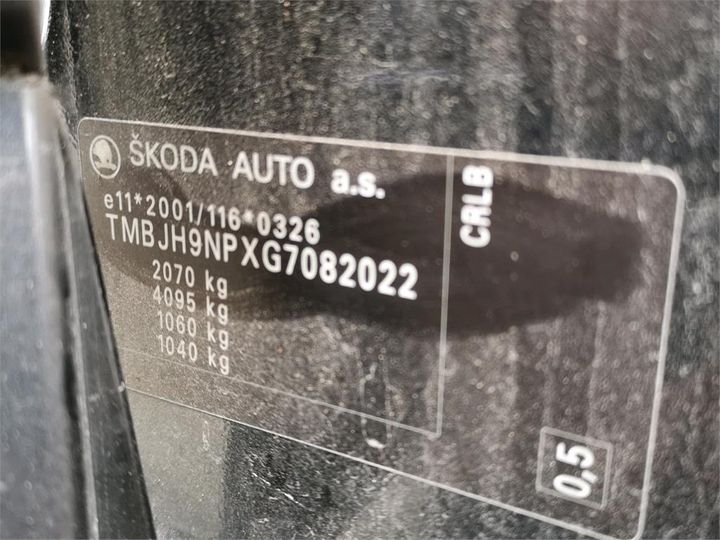 ŠKODA AUTO a.s.
e11*2001/116*0326
TMBJH9NPXG7082022
2070 kg
4095 kg
1060 kg
1040 kg
CRLB
0,5